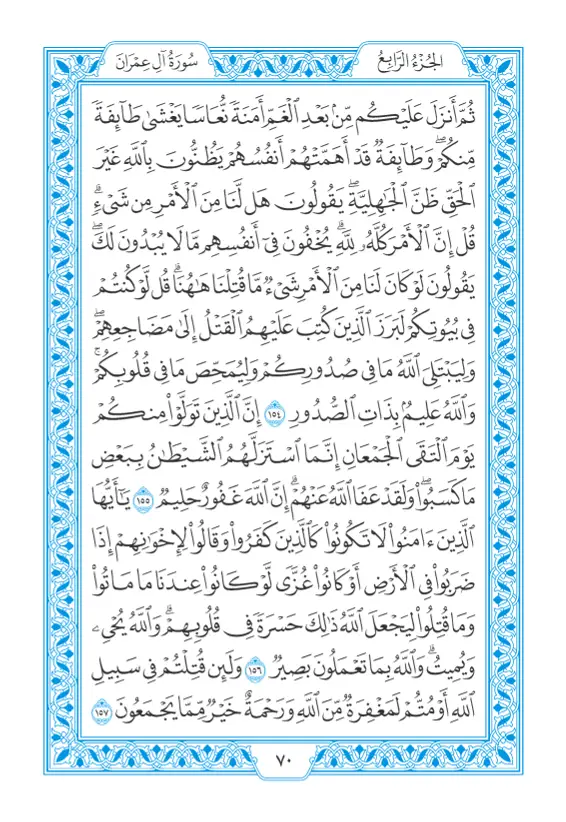 الجُزْءُ الرَّابِعُ
سُورَةُ آلِ عِمْرَانَ
ثُمَّ أَنزَلَ عَلَيْكُم مِّنۢ بَعْدِ ٱلْغَمِّ أَمَنَةً نُّعَاسًا يَغْشَىٰ طَآئِفَةً
مِّنكُمْۖ وَطَآئِفَةٌ قَدْ أَهَمَّتْهُمْ أَنفُسُهُمْ يَظُنُّونَ بِٱللَّهِ غَيْرَ
ٱلْحَقِّ ظَنَّ ٱلْجَٰهِلِيَّةِۖ يَقُولُونَ هَل لَّنَا مِنَ ٱلْأَمْرِ مِن شَىْءٍۗ
قُلْ إِنَّ ٱلْأَمْرَ كُلَّهُۥ لِلَّهِۗ يُخْفُونَ فِىٓ أَنفُسِهِم مَّا لَا يُبْدُونَ لَكَۖ
يَقُولُونَ لَوْ كَانَ لَنَا مِنَ ٱلْأَمْرِ شَىْءٌ مَّا قُتِلْنَا هَٰهُنَاۗ قُل لَّوْ كُنتُمْ
فِى بُيُوتِكُمْ لَبَرَزَ ٱلَّذِينَ كُتِبَ عَلَيْهِمُ ٱلْقَتْلُ إِلَىٰ مَضَاجِعِهِمْۖ
وَلِيَبْتَلِىَ ٱللَّهُ مَا فِى صُدُورِكُمْ وَلِيُمَحِّصَ مَا فِى قُلُوبِكُمْۚ
وَٱللَّهُ عَلِيمٌۢ بِذَاتِ ٱلصُّدُورِ ١٥٤ إِنَّ ٱلَّذِينَ تَوَلَّوْا۟ مِنكُمْ
يَوْمَ ٱلْتَقَى ٱلْجَمْعَانِ إِنَّمَا ٱسْتَزَلَّهُمُ ٱلشَّيْطَٰنُ بِبَعْضِ
مَا كَسَبُوا۟ۖ وَلَقَدْ عَفَا ٱللَّهُ عَنْهُمْۗ إِنَّ ٱللَّهَ غَفُورٌ حَلِيمٌ ١٥٥ يَٰٓأَيُّهَا
ٱلَّذِينَ ءَامَنُوا۟ لَا تَكُونُوا۟ كَٱلَّذِينَ كَفَرُوا۟ وَقَالُوا۟ لِإِخْوَٰنِهِمْ إِذَا
ضَرَبُوا۟ فِى ٱلْأَرْضِ أَوْ كَانُوا۟ غُزًّى لَّوْ كَانُوا۟ عِندَنَا مَا مَاتُوا۟
وَمَا قُتِلُوا۟ لِيَجْعَلَ ٱللَّهُ ذَٰلِكَ حَسْرَةً فِى قُلُوبِهِمْۗ وَٱللَّهُ يُحْىِۦ
وَيُمِيتُۗ وَٱللَّهُ بِمَا تَعْمَلُونَ بَصِيرٌ ١٥٦ وَلَئِن قُتِلْتُمْ فِى سَبِيلِ
ٱللَّهِ أَوْ مُتُّمْ لَمَغْفِرَةٌ مِّنَ ٱللَّهِ وَرَحْمَةٌ خَيْرٌ مِّمَّا يَجْمَعُونَ ١٥٧
٧٠